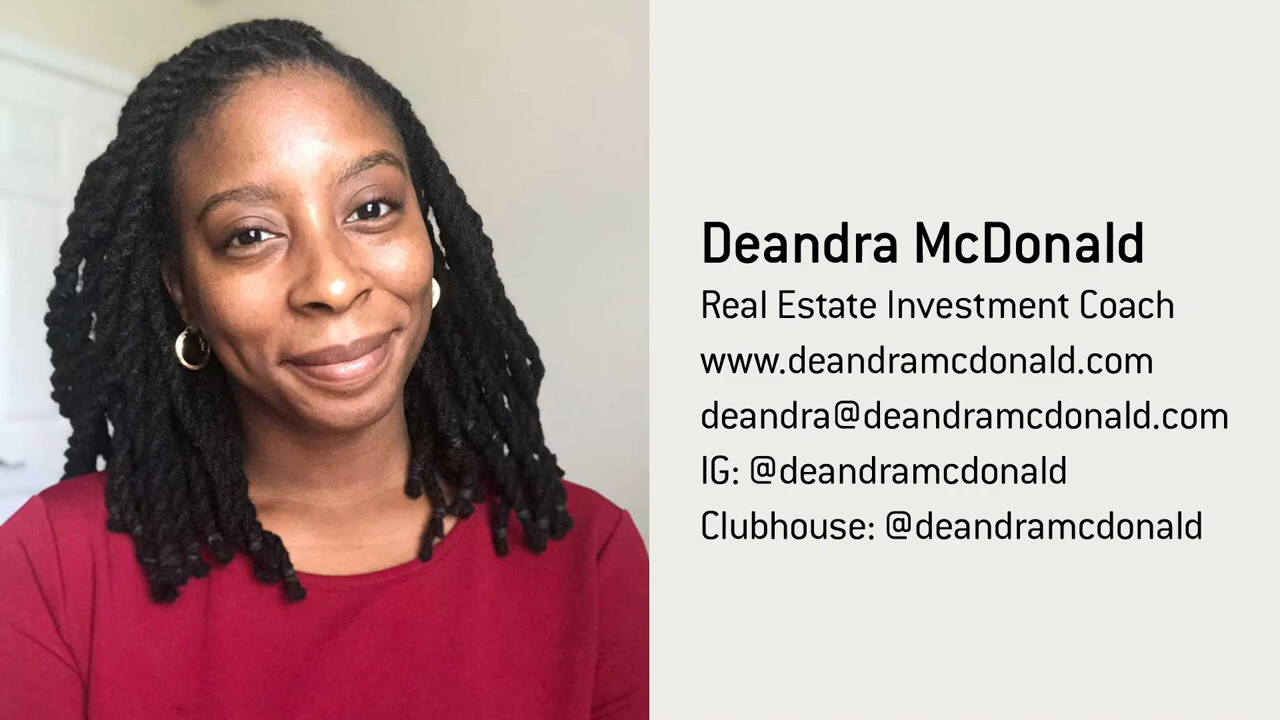 Deandra McDonald
Real Estate Investment Coach
www.deandramcdonald.com
deandra@deandramcdonald.com
IG: @deandramcdonald
Clubhouse: @deandramcdonald